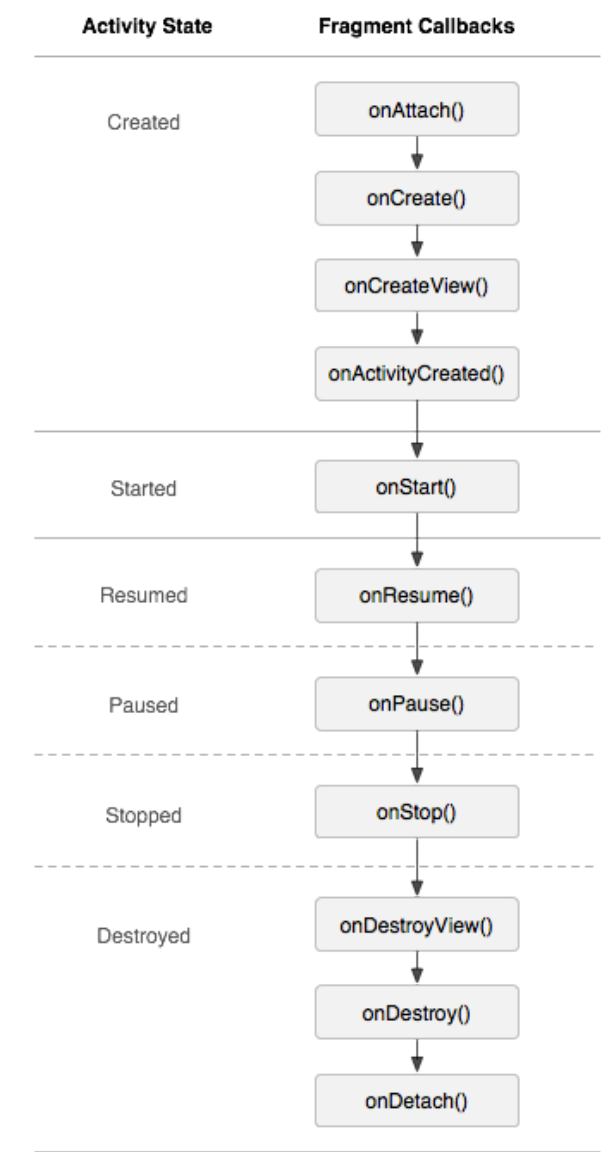 Activity State Fragment Callbacks
Created
onAttach()
onCreate()
onCreateView()
onActivityCreated()
Started onStart()
Resumed onResume()
Paused onPause()
Stopped onStop()
Destroyed onDestroyView()
onDestroy()
onDetach()